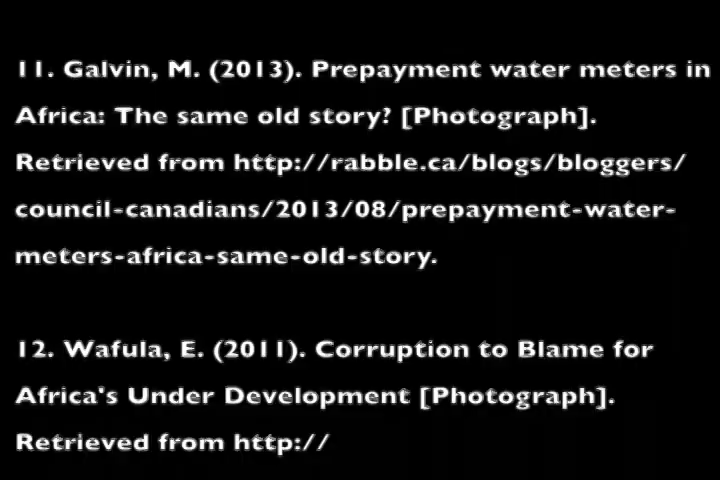 11. Galvin, M. (2013). Prepayment water meters in
Africa: The same old story? [Photograph].
Retrieved from http://rabble.ca/blogs/bloggers/
council-canadians/2013/08/prepayment-water-
meters-africa-same-old-story.
12. Wafula, E. (2011). Corruption to Blame for
Africa's Under Development [Photograph].
Retrieved from http://